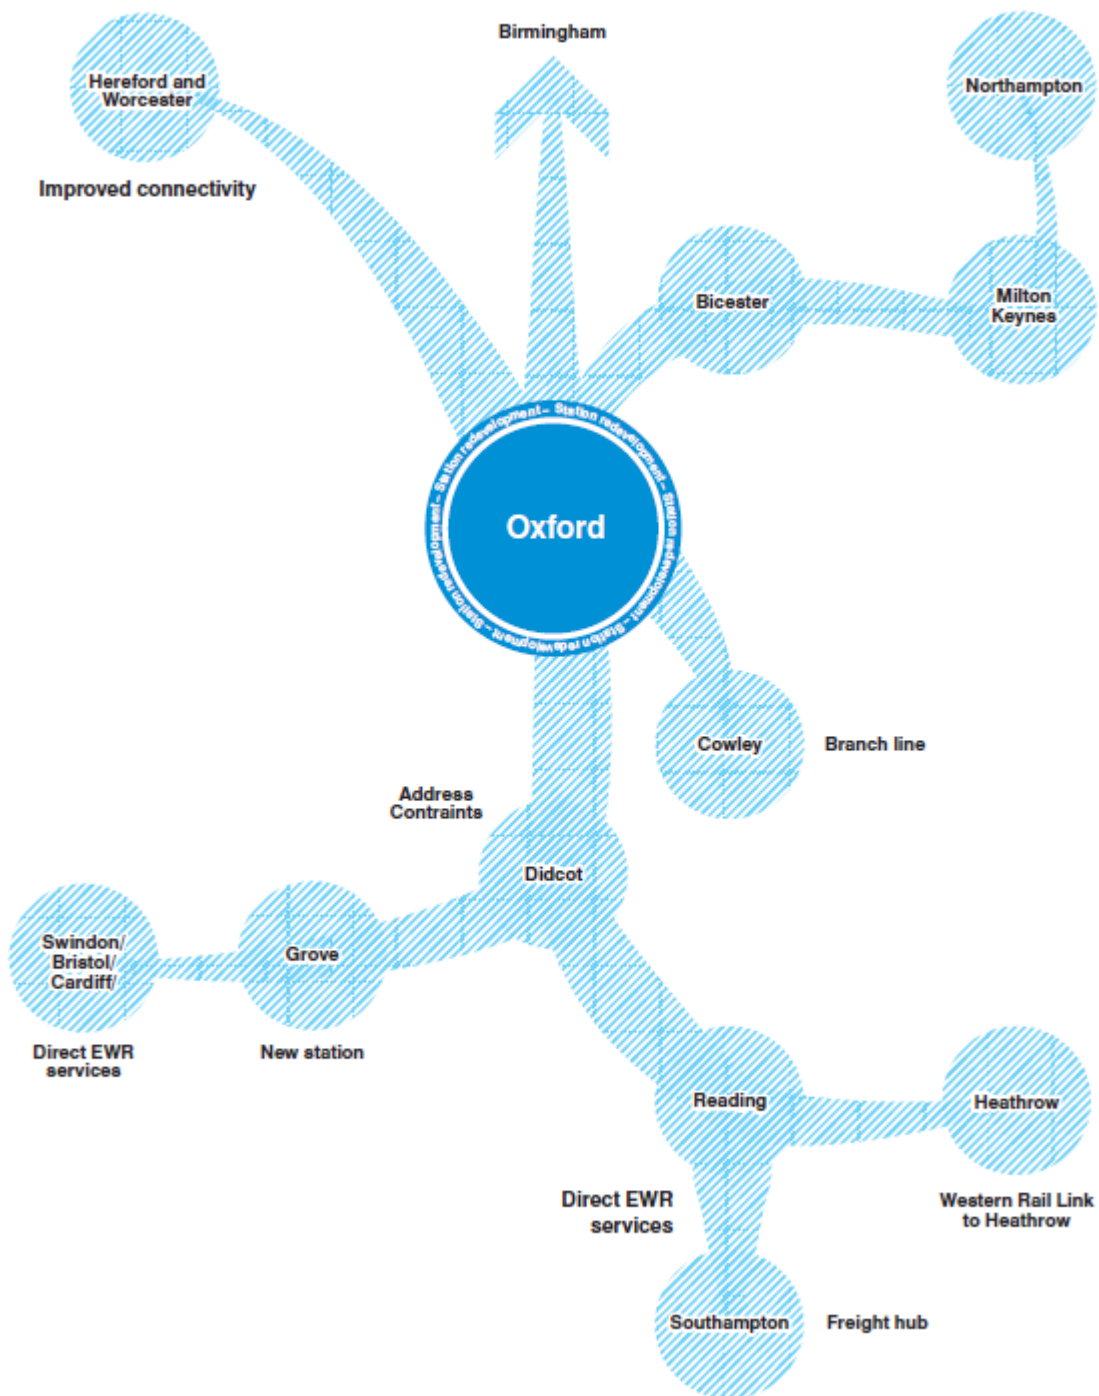 Birmingham
Hereford and
Worcester
Northampton
Improved connectivity
Bicester
Milton
Keynes
Station redevelopment – Station redevelopment – Station redevelopment – Station redevelopment – Station redevelopment –
Oxford
Cowley
Branch line
Address
Contraints
Didcot
Swindon/
Bristol/
Cardiff/
Grove
Direct EWR
services
New station
Reading
Heathrow
Direct EWR
services
Western Rail Link
to Heathrow
Southampton
Freight hub